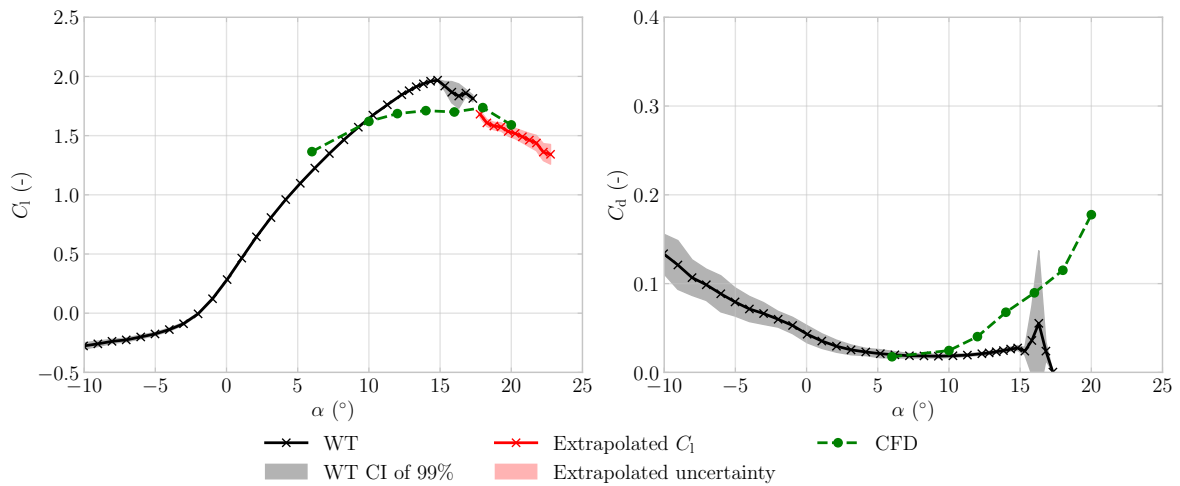 2.5
2.0
1.5
1.0
0.5
0.0
−0.5
C_l (-)
−10 −5 0 5 10 15 20 25
α (°)
0.4
0.3
0.2
0.1
0.0
C_d (-)
−10 −5 0 5 10 15 20 25
α (°)
WT
WT CI of 99%
Extrapolated C_l
Extrapolated uncertainty
CFD